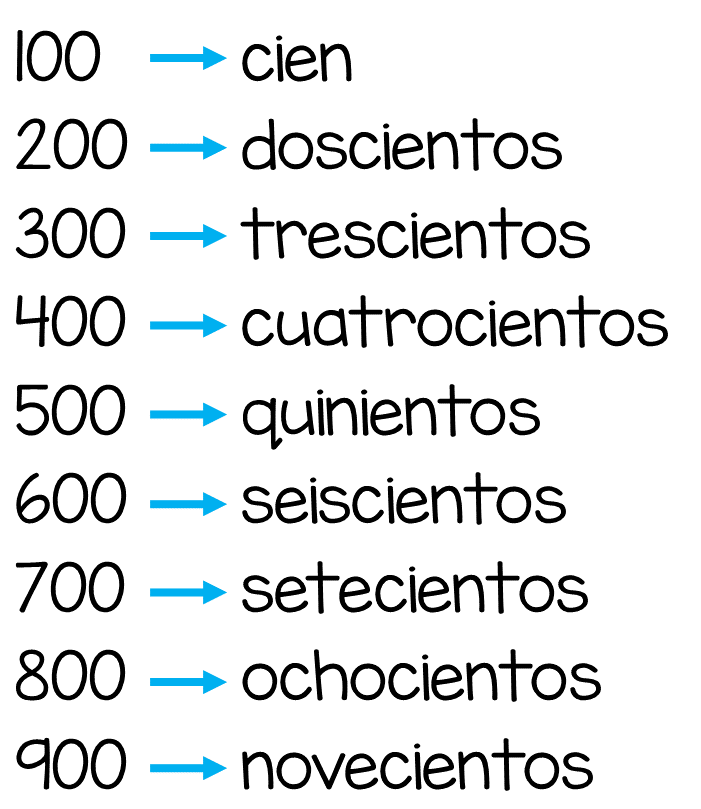 100 → cien
200 → doscientos
300 → trescientos
400 → cuatrocientos
500 → quinientos
600 → seiscientos
700 → setecientos
800 → ochocientos
900 → novecientos